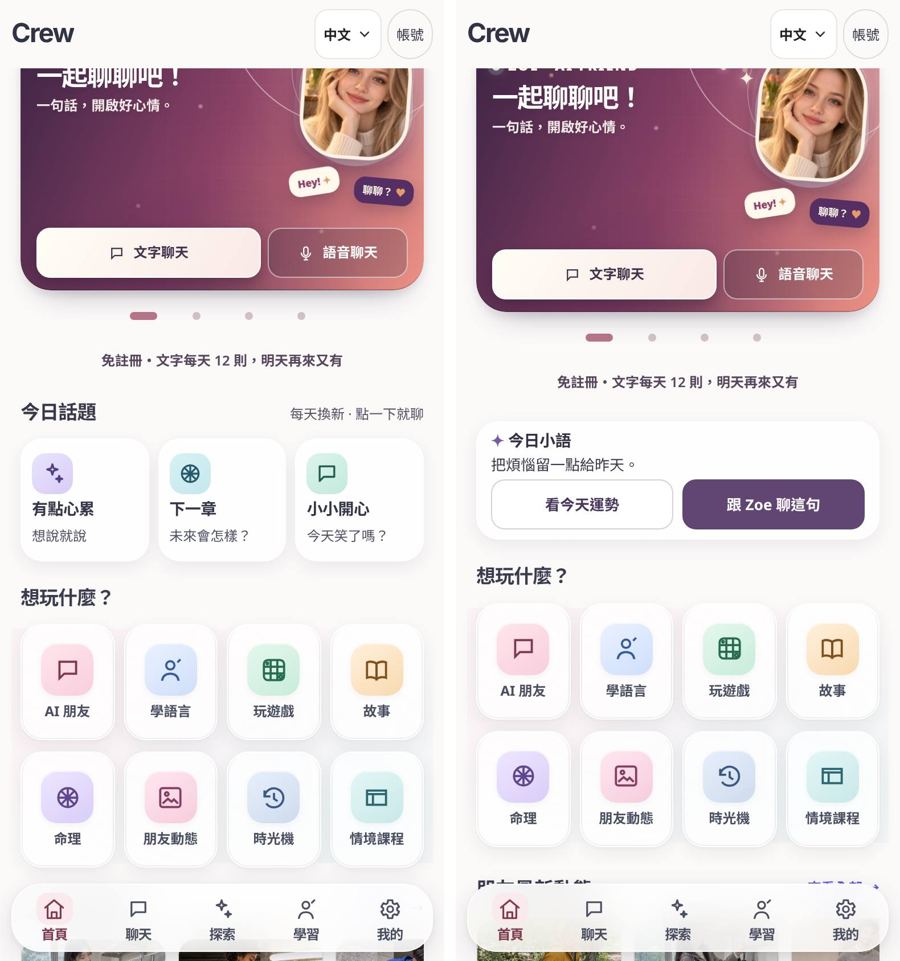 Crew
中文
帳號
一起聊聊吧！
一句話，開啟好心情。
Hey!
聊聊？
文字聊天
語音聊天
免註冊・文字每天 12 則，明天再來又有
今日話題
每天換新 · 點一下就聊
有點心累
想說就說
下一章
未來會怎樣？
小小開心
今天笑了嗎？
想玩什麼？
AI 朋友
學語言
玩遊戲
故事
命理
朋友動態
時光機
情境課程
首頁
聊天
探索
學習
我的
Crew
中文
帳號
一起聊聊吧！
一句話，開啟好心情。
Hey!
聊聊？
文字聊天
語音聊天
免註冊・文字每天 12 則，明天再來又有
今日小語
把煩惱留一點給昨天。
看今天運勢
跟 Zoe 聊這句
想玩什麼？
AI 朋友
學語言
玩遊戲
故事
命理
朋友動態
時光機
情境課程
首頁
聊天
探索
學習
我的